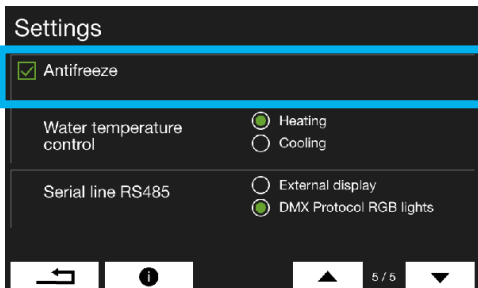 Settings
Antifreeze
Water temperature
control
Heating
Cooling
Serial line RS485
External display
DMX Protocol RGB lights
i
5/5